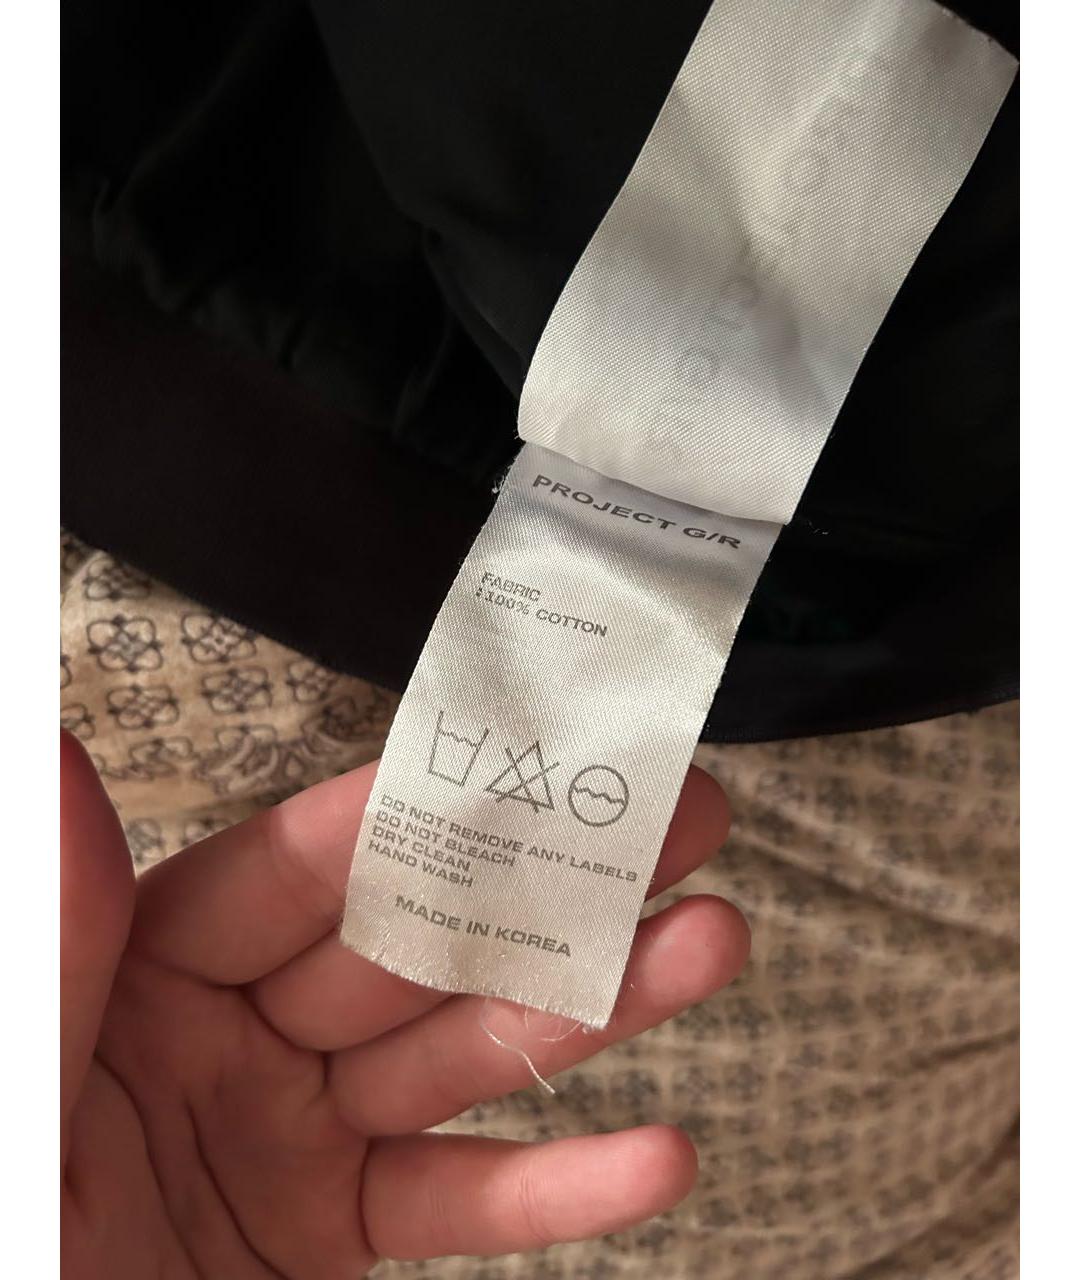 PROJECT G/R
FABRIC
:100% COTTON
DO NOT REMOVE ANY LABELS
DO NOT BLEACH
DRY CLEAN
HAND WASH
MADE IN KOREA